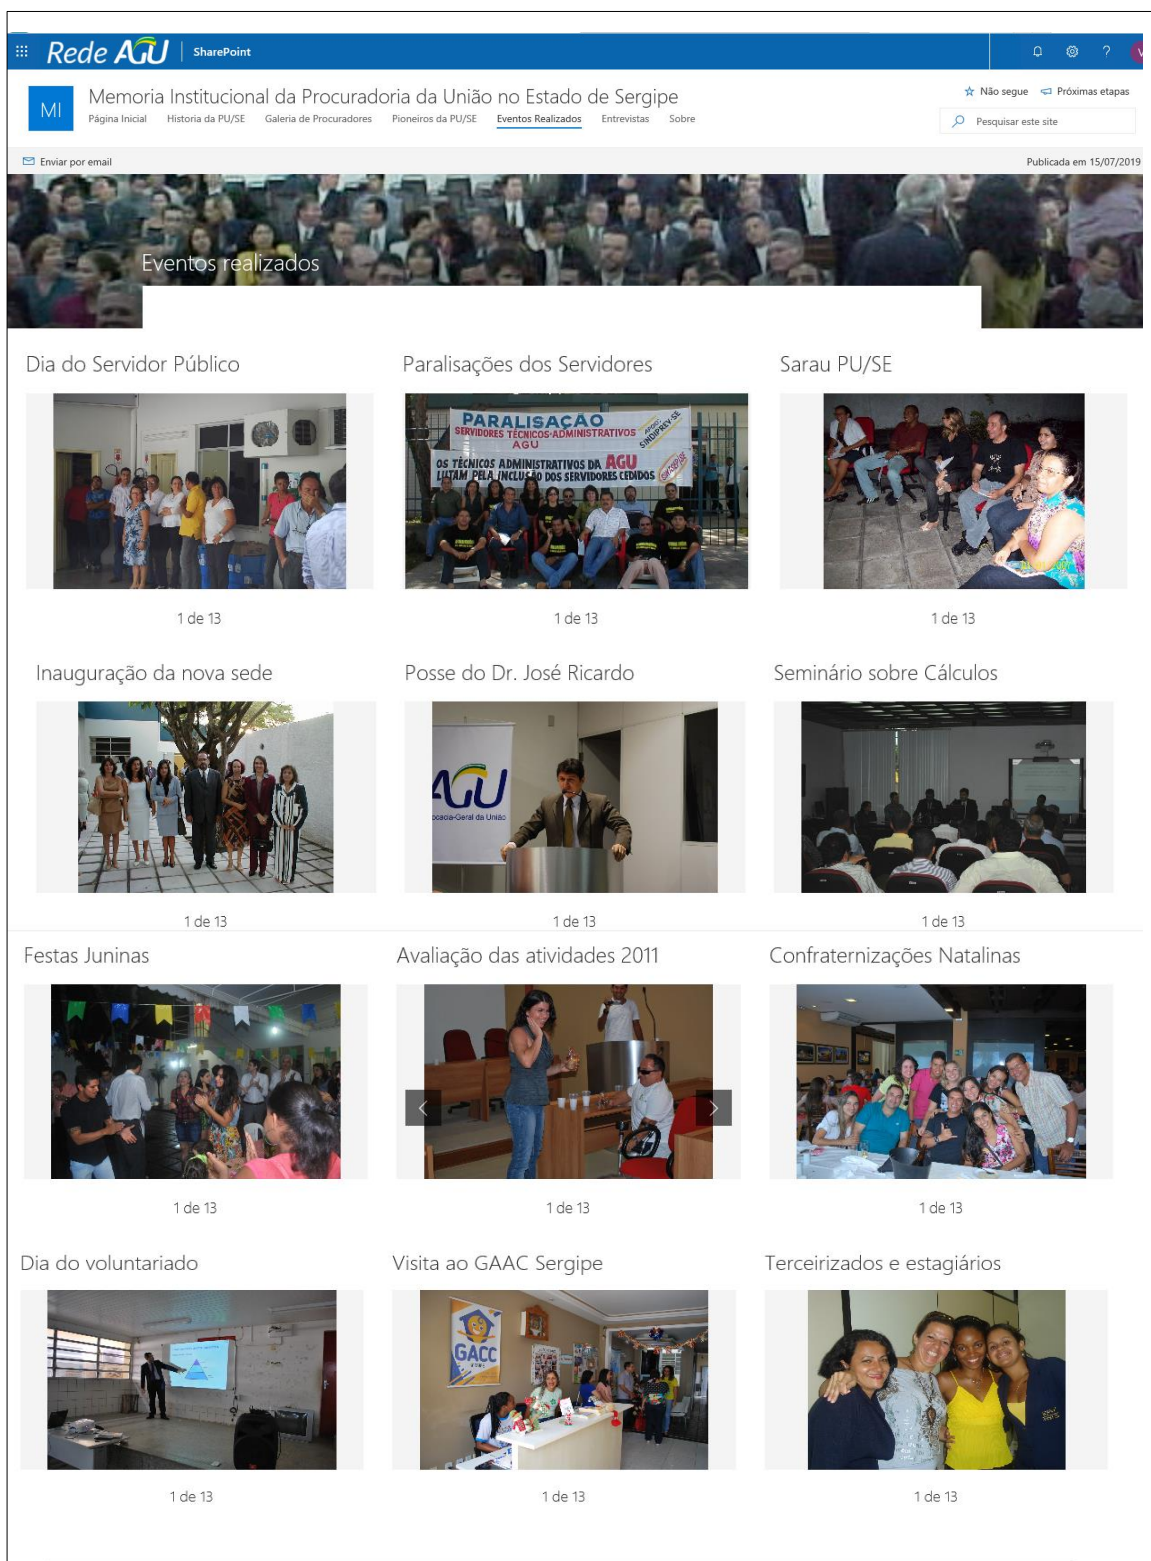 Rede AGU SharePoint
?
MI
Memoria Institucional da Procuradoria da União no Estado de Sergipe
Não segue Próximas etapas
Página Inicial Historia da PU/SE Galeria de Procuradores Pioneiros da PU/SE Eventos Realizados Entrevistas Sobre
Pesquisar este site
Enviar por email
Publicada em 15/07/2019
Eventos realizados
Dia do Servidor Público
Paralisações dos Servidores
Sarau PU/SE
PARALISAÇÃO
SERVIDORES TÉCNICOS-ADMINISTRATIVOS
AGU
APOIO:
SINDIPREV-SE
OS TÉCNICOS ADMINISTRATIVOS DA AGU
LUTAM PELA INCLUSÃO DOS SERVIDORES CEDIDOS
1 de 13
1 de 13
1 de 13
Inauguração da nova sede
Posse do Dr. José Ricardo
Seminário sobre Cálculos
AGU
ocacia-Geral da União
1 de 13
1 de 13
1 de 13
Festas Juninas
Avaliação das atividades 2011
Confraternizações Natalinas
1 de 13
1 de 13
1 de 13
Dia do voluntariado
Visita ao GAAC Sergipe
Terceirizados e estagiários
GACC
1 de 13
1 de 13
1 de 13